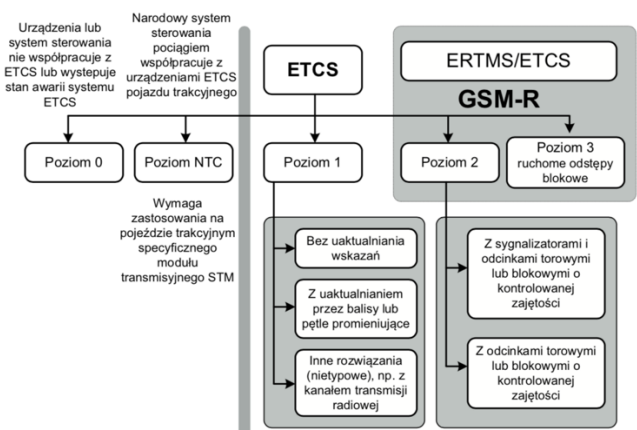 Urządzenia lub
system sterowania
nie współpracuje z
ETCS lub wystepuje
stan awarii systemu
ETCS
Narodowy system
sterowania
pociągiem
współpracuje z
urządzeniami ETCS
pojazdu trakcyjnego
ETCS
ERTMS/ETCS
GSM-R
Poziom 0
Poziom NTC
Poziom 1
Poziom 2
Poziom 3
ruchome odstępy
blokowe
Wymaga
zastosowania na
pojeździe trakcyjnym
specyficznego
modułu
transmisyjnego STM
Bez uaktualniania
wskazań
Z uaktualnianiem
przez balisy lub
pętle promieniujące
Inne rozwiązania
(nietypowe), np. z
kanałem transmisji
radiowej
Z sygnalizatorami i
odcinkami torowymi
lub blokowymi o
kontrolowanej
zajętości
Z odcinkami torowymi
lub blokowymi o
kontrolowanej
zajętości